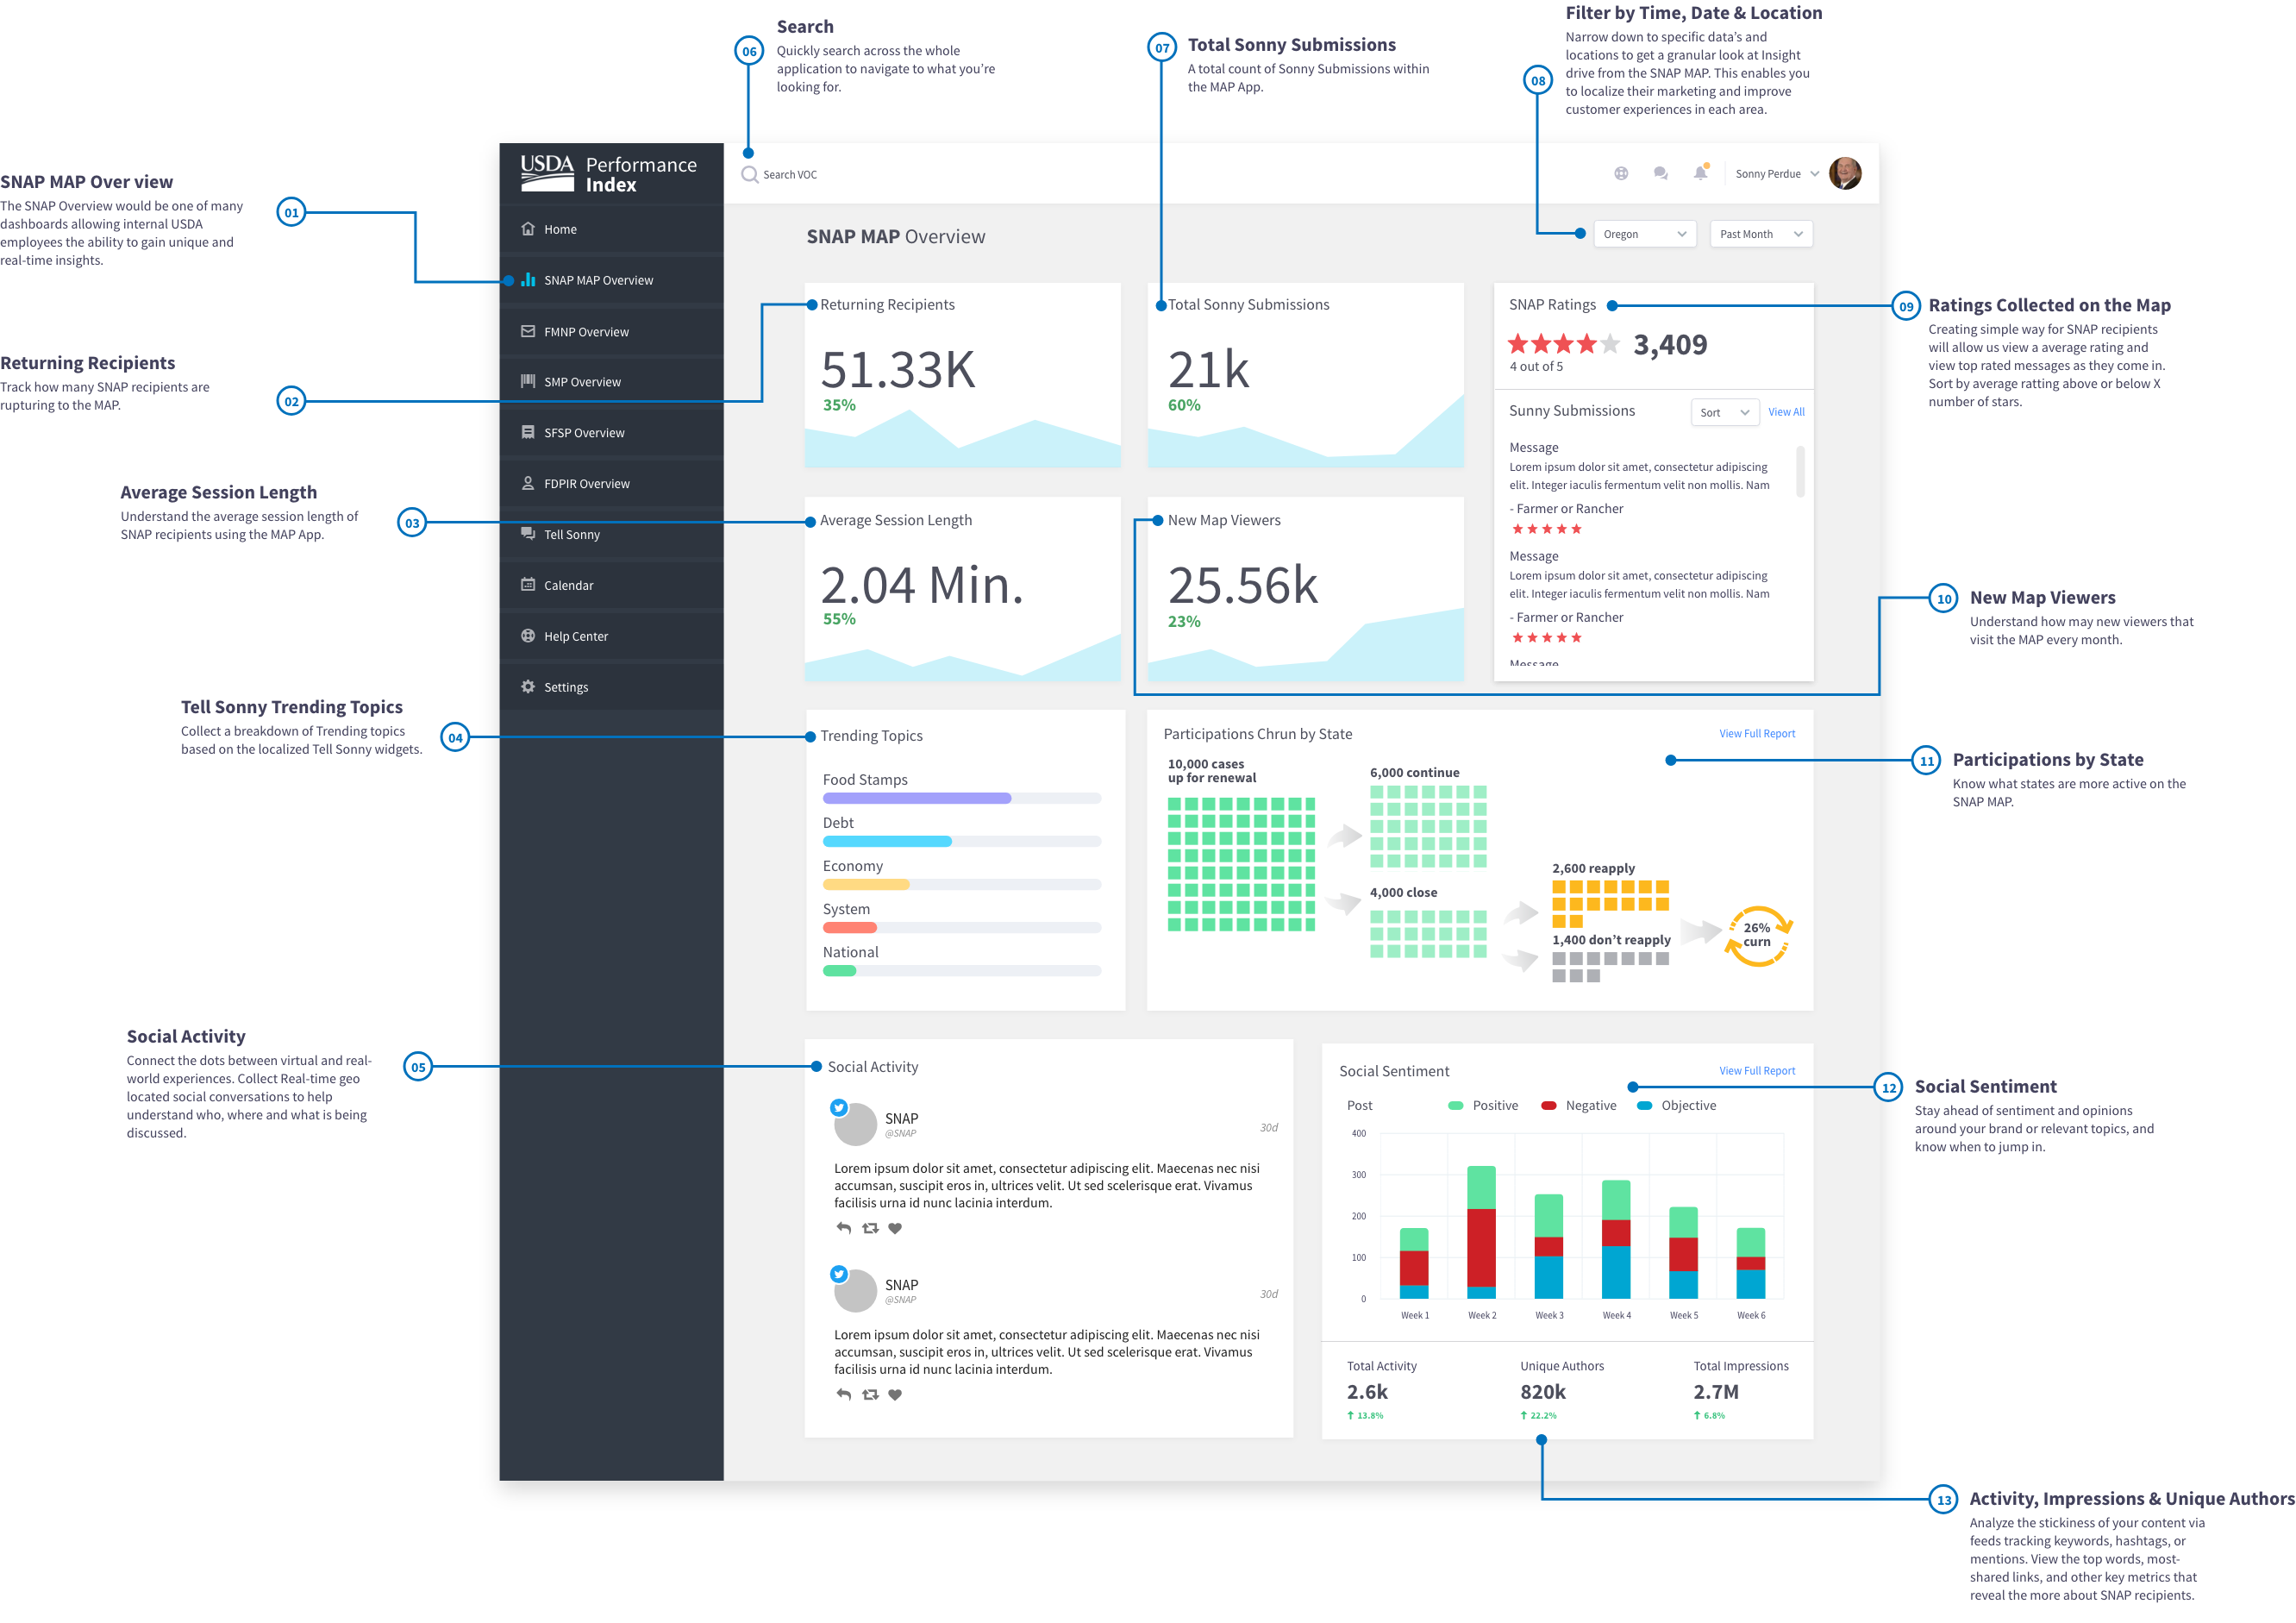 06
Search
Quickly search across the whole
application to navigate to what you're
looking for.
07
Total Sonny Submissions
A total count of Sonny Submissions within
the MAP App.
08
Filter by Time, Date & Location
Narrow down to specific data's and
locations to get a granular look at Insight
drive from the SNAP MAP. This enables you
to localize their marketing and improve
customer experiences in each area.
01
SNAP MAP Over view
The SNAP Overview would be one of many
dashboards allowing internal USDA
employees the ability to gain unique and
real-time insights.
02
Returning Recipients
Track how many SNAP recipients are
rupturing to the MAP.
03
Average Session Length
Understand the average session length of
SNAP recipients using the MAP App.
04
Tell Sonny Trending Topics
Collect a breakdown of Trending topics
based on the localized Tell Sonny widgets.
05
Social Activity
Connect the dots between virtual and real-
world experiences. Collect Real-time geo
located social conversations to help
understand who, where and what is being
discussed.
USDA Performance
Index
Home
SNAP MAP Overview
FMNP Overview
SMP Overview
SFSP Overview
FDPIR Overview
Tell Sonny
Calendar
Help Center
Settings
Search VOC
Sonny Perdue
SNAP MAP Overview
Oregon
Past Month
Returning Recipients
51.33K
35%
Total Sonny Submissions
21k
60%
Average Session Length
2.04 Min.
55%
New Map Viewers
25.56k
23%
SNAP Ratings
3,409
4 out of 5
Sunny Submissions
Sort
View All
Message
Lorem ipsum dolor sit amet, consectetur adipiscing
elit. Integer iaculis fermentum velit non mollis. Nam
- Farmer or Rancher
Message
Lorem ipsum dolor sit amet, consectetur adipiscing
elit. Integer iaculis fermentum velit non mollis. Nam
- Farmer or Rancher
Message
Trending Topics
Food Stamps
Debt
Economy
System
National
Participations Chrun by State
View Full Report
10,000 cases
up for renewal
6,000 continue
4,000 close
2,600 reapply
1,400 don't reapply
26%
curn
Social Activity
SNAP
@SNAP
30d
Lorem ipsum dolor sit amet, consectetur adipiscing elit. Maecenas nec nisi
accumsan, suscipit eros in, ultrices velit. Ut sed scelerisque erat. Vivamus
facilisis urna id nunc lacinia interdum.
SNAP
@SNAP
30d
Lorem ipsum dolor sit amet, consectetur adipiscing elit. Maecenas nec nisi
accumsan, suscipit eros in, ultrices velit. Ut sed scelerisque erat. Vivamus
facilisis urna id nunc lacinia interdum.
Social Sentiment
View Full Report
Post
Positive
Negative
Objective
400
300
200
100
0
Week 1
Week 2
Week 3
Week 4
Week 5
Week 6
Total Activity
2.6k
13.8%
Unique Authors
820k
22.2%
Total Impressions
2.7M
6.8%
09
Ratings Collected on the Map
Creating simple way for SNAP recipients
will allow us view a average rating and
view top rated messages as they come in.
Sort by average ratting above or below X
number of stars.
10
New Map Viewers
Understand how may new viewers that
visit the MAP every month.
11
Participations by State
Know what states are more active on the
SNAP MAP.
12
Social Sentiment
Stay ahead of sentiment and opinions
around your brand or relevant topics, and
know when to jump in.
13
Activity, Impressions & Unique Authors
Analyze the stickiness of your content via
feeds tracking keywords, hashtags, or
mentions. View the top words, most-
shared links, and other key metrics that
reveal the more about SNAP recipients.